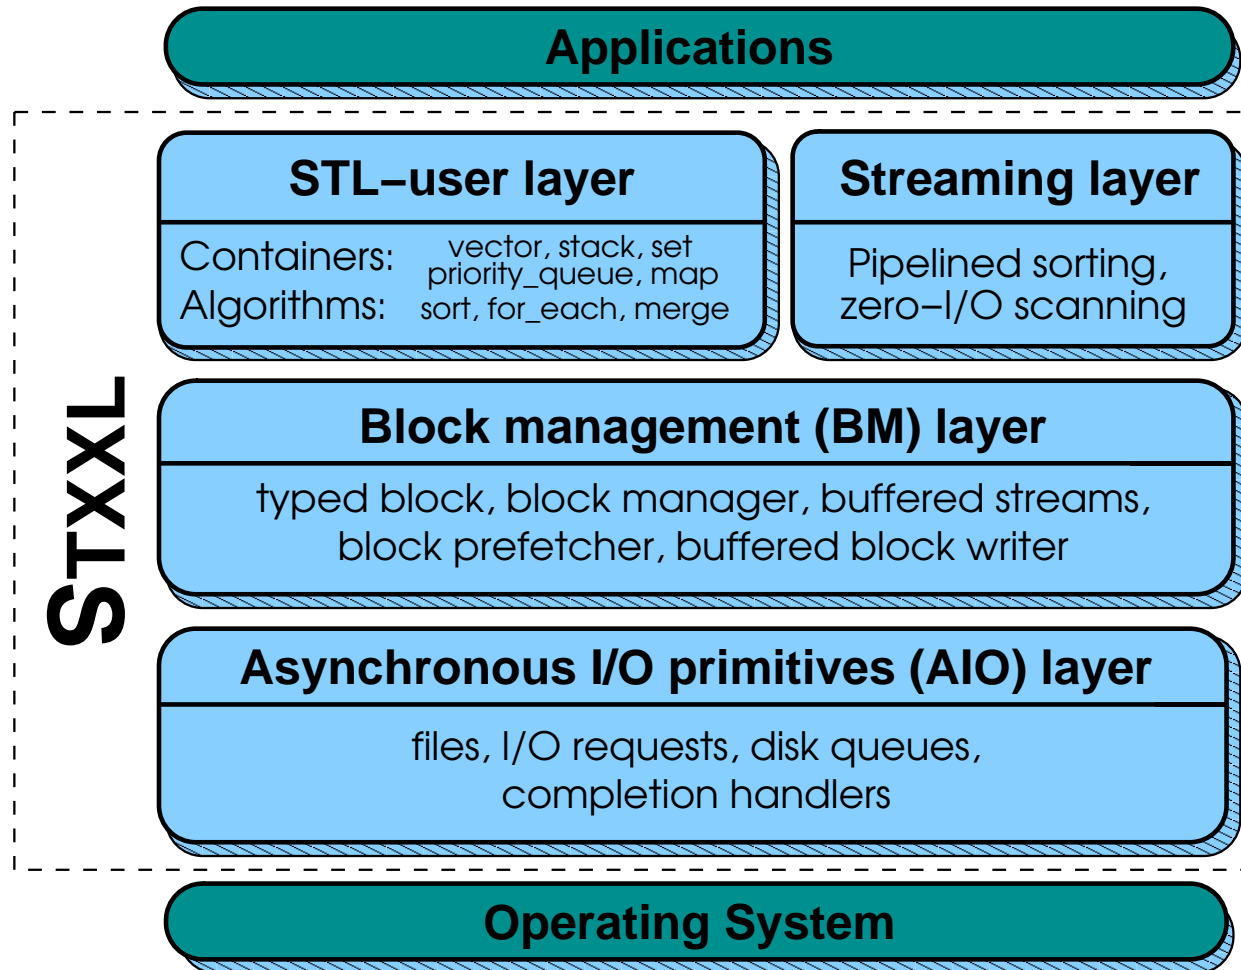 Applications
STXXL
STL–user layer
Containers: vector, stack, set
priority_queue, map
Algorithms: sort, for_each, merge
Streaming layer
Pipelined sorting,
zero–I/O scanning
Block management (BM) layer
typed block, block manager, buffered streams,
block prefetcher, buffered block writer
Asynchronous I/O primitives (AIO) layer
files, I/O requests, disk queues,
completion handlers
Operating System